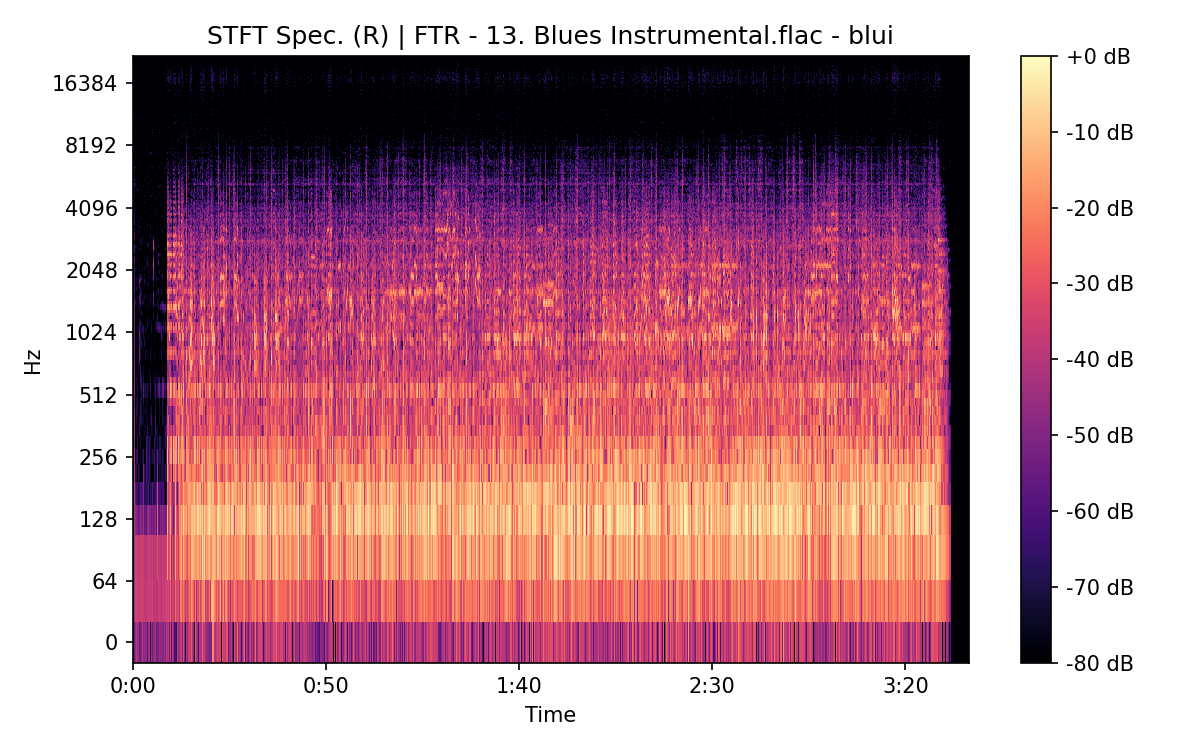 STFT Spec. (R) | FTR - 13. Blues Instrumental.flac - blui
Hz
16384
8192
4096
2048
1024
512
256
128
64
0
0:00
0:50
1:40
2:30
3:20
Time
+0 dB
-10 dB
-20 dB
-30 dB
-40 dB
-50 dB
-60 dB
-70 dB
-80 dB